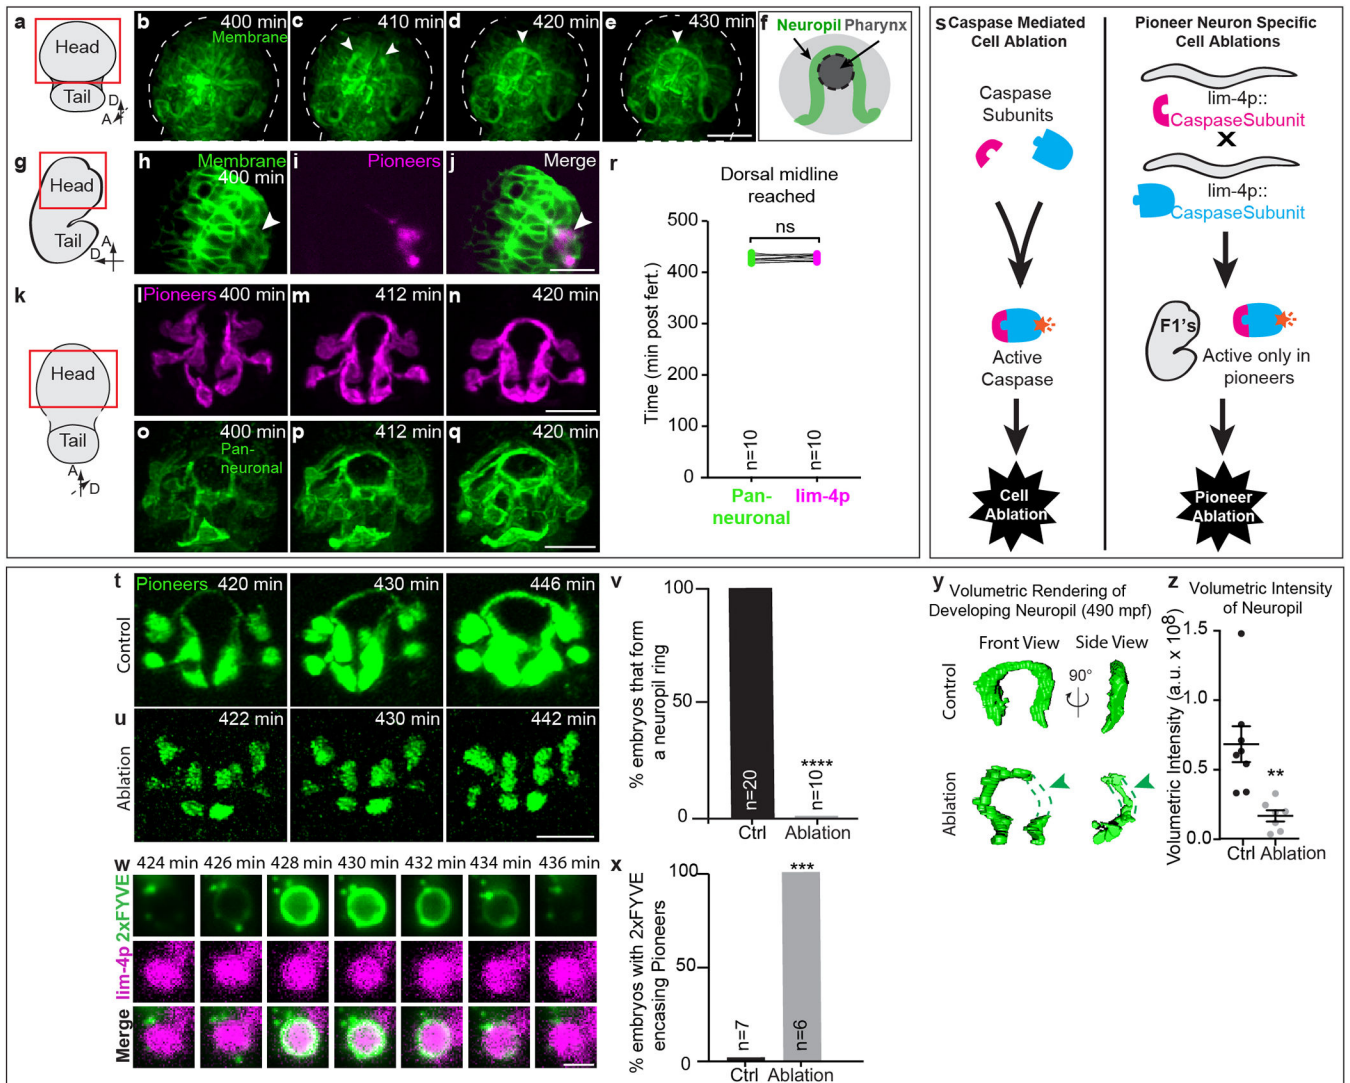 a
Head
Tail
D
A
b
400 min
Membrane
c
410 min
d
420 min
e
430 min
f
Neuropil Pharynx
g
Head
Tail
A
D
h
Membrane
400 min
i
Pioneers
j
Merge
k
Head
Tail
A
D
l
Pioneers 400 min
m
412 min
n
420 min
o
400 min
Pan-
neuronal
p
412 min
q
420 min
r
Dorsal midline
reached
ns
Time (min post fert.)
500
400
300
200
100
0
n=10
n=10
Pan-
neuronal
lim-4p
s
Caspase Mediated
Cell Ablation
Caspase
Subunits
Active
Caspase
Cell
Ablation
Pioneer Neuron Specific
Cell Ablations
lim-4p::
CaspaseSubunit
X
lim-4p::
CaspaseSubunit
F1's
Active only in
pioneers
Pioneer
Ablation
t
Control
Pioneers 420 min
430 min
446 min
u
Ablation
422 min
430 min
442 min
v
% embryos that form
a neuropil ring
100
50
0
n=20
****
n=10
Ctrl
Ablation
w
424 min
426 min
428 min
430 min
432 min
434 min
436 min
2xFYVE
lim-4p
Merge
x
% embryos with 2xFYVE
encasing Pioneers
100
50
0
n=7
***
n=6
Ctrl
Ablation
y
Volumetric Rendering of
Developing Neuropil (490 mpf)
Front View
Side View
Control
90°
Ablation
z
Volumetric Intensity
of Neuropil
Volumetric Intensity (a.u. x 10⁸)
1.5
1.0
0.5
0.0
**
Ctrl
Ablation